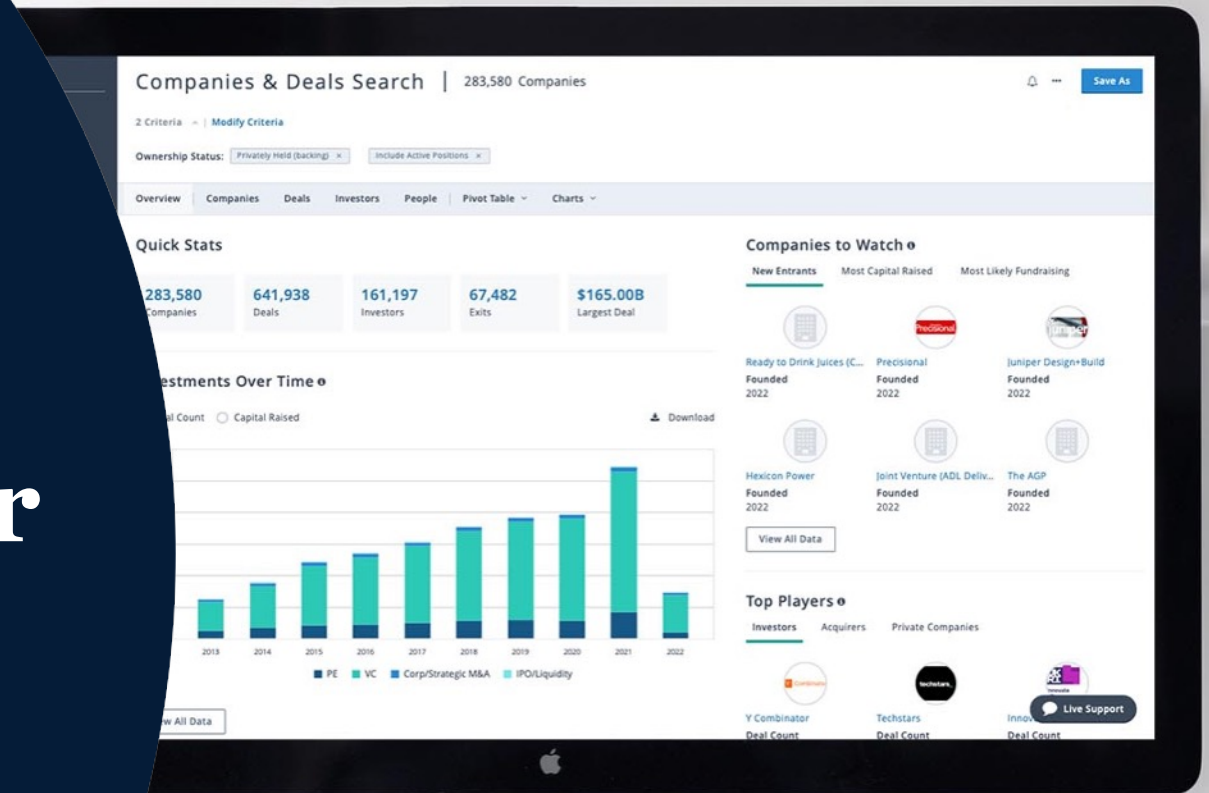 r
Companies & Deals Search | 283,580 Companies
Save As
2 Criteria | Modify Criteria
Ownership Status: Privately Held (backing) × Include Active Positions ×
Overview Companies Deals Investors People Pivot Table Charts
Quick Stats
283,580 641,938 161,197 67,482 $165.00B
Companies Deals Investors Exits Largest Deal
Over Time
Count Capital Raised Download
2013 2014 2015 2016 2017 2018 2019 2020 2021 2022
PE VC Corp/Strategic M&A IPO/Liquidity
All Data
Companies to Watch
New Entrants Most Capital Raised Most Likely Fundraising
Precisional
juniper
Ready to Drink Juices (C... Precisional Juniper Design+Build
Founded Founded Founded
2022 2022 2022
Hexicon Power Joint Venture (ADL Deliv... The AGP
Founded Founded Founded
2022 2022 2022
View All Data
Top Players
Investors Acquirers Private Companies
Y Combinator techstars_
Live Support
Y Combinator Techstars
Deal Count Deal Count Deal Count